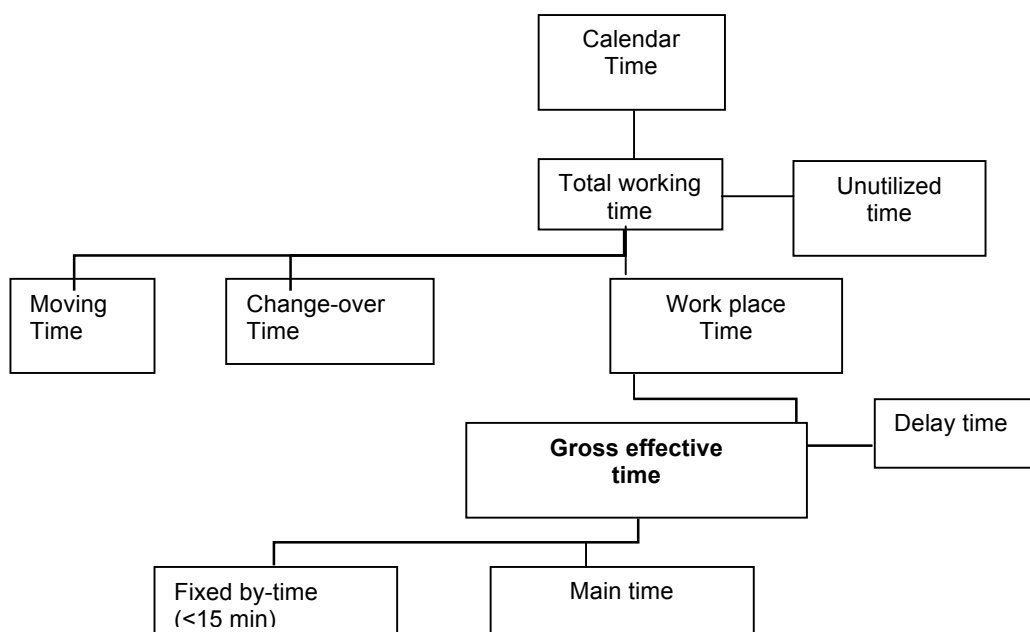 Calendar
Time
Total working
time
Unutilized
time
Moving
Time
Change-over
Time
Work place
Time
Delay time
Gross effective
time
Fixed by-time
(<15 min)
Main time